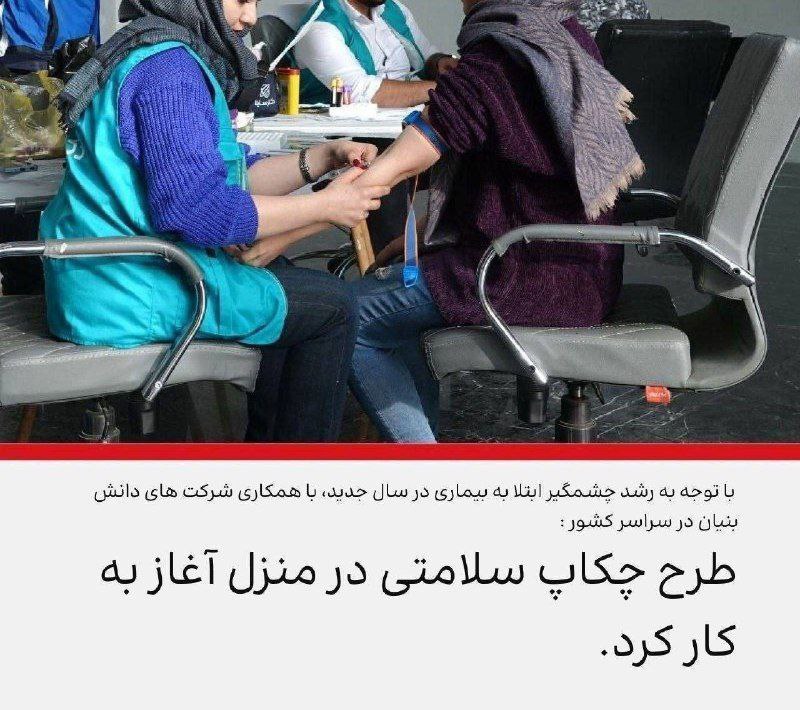 با توجه به رشد چشمگیر ابتلا به بیماری در سال جدید، با همکاری شرکت های دانش
بنیان در سراسر کشور :
طرح چکاپ سلامتی در منزل آغاز به
کار کرد.